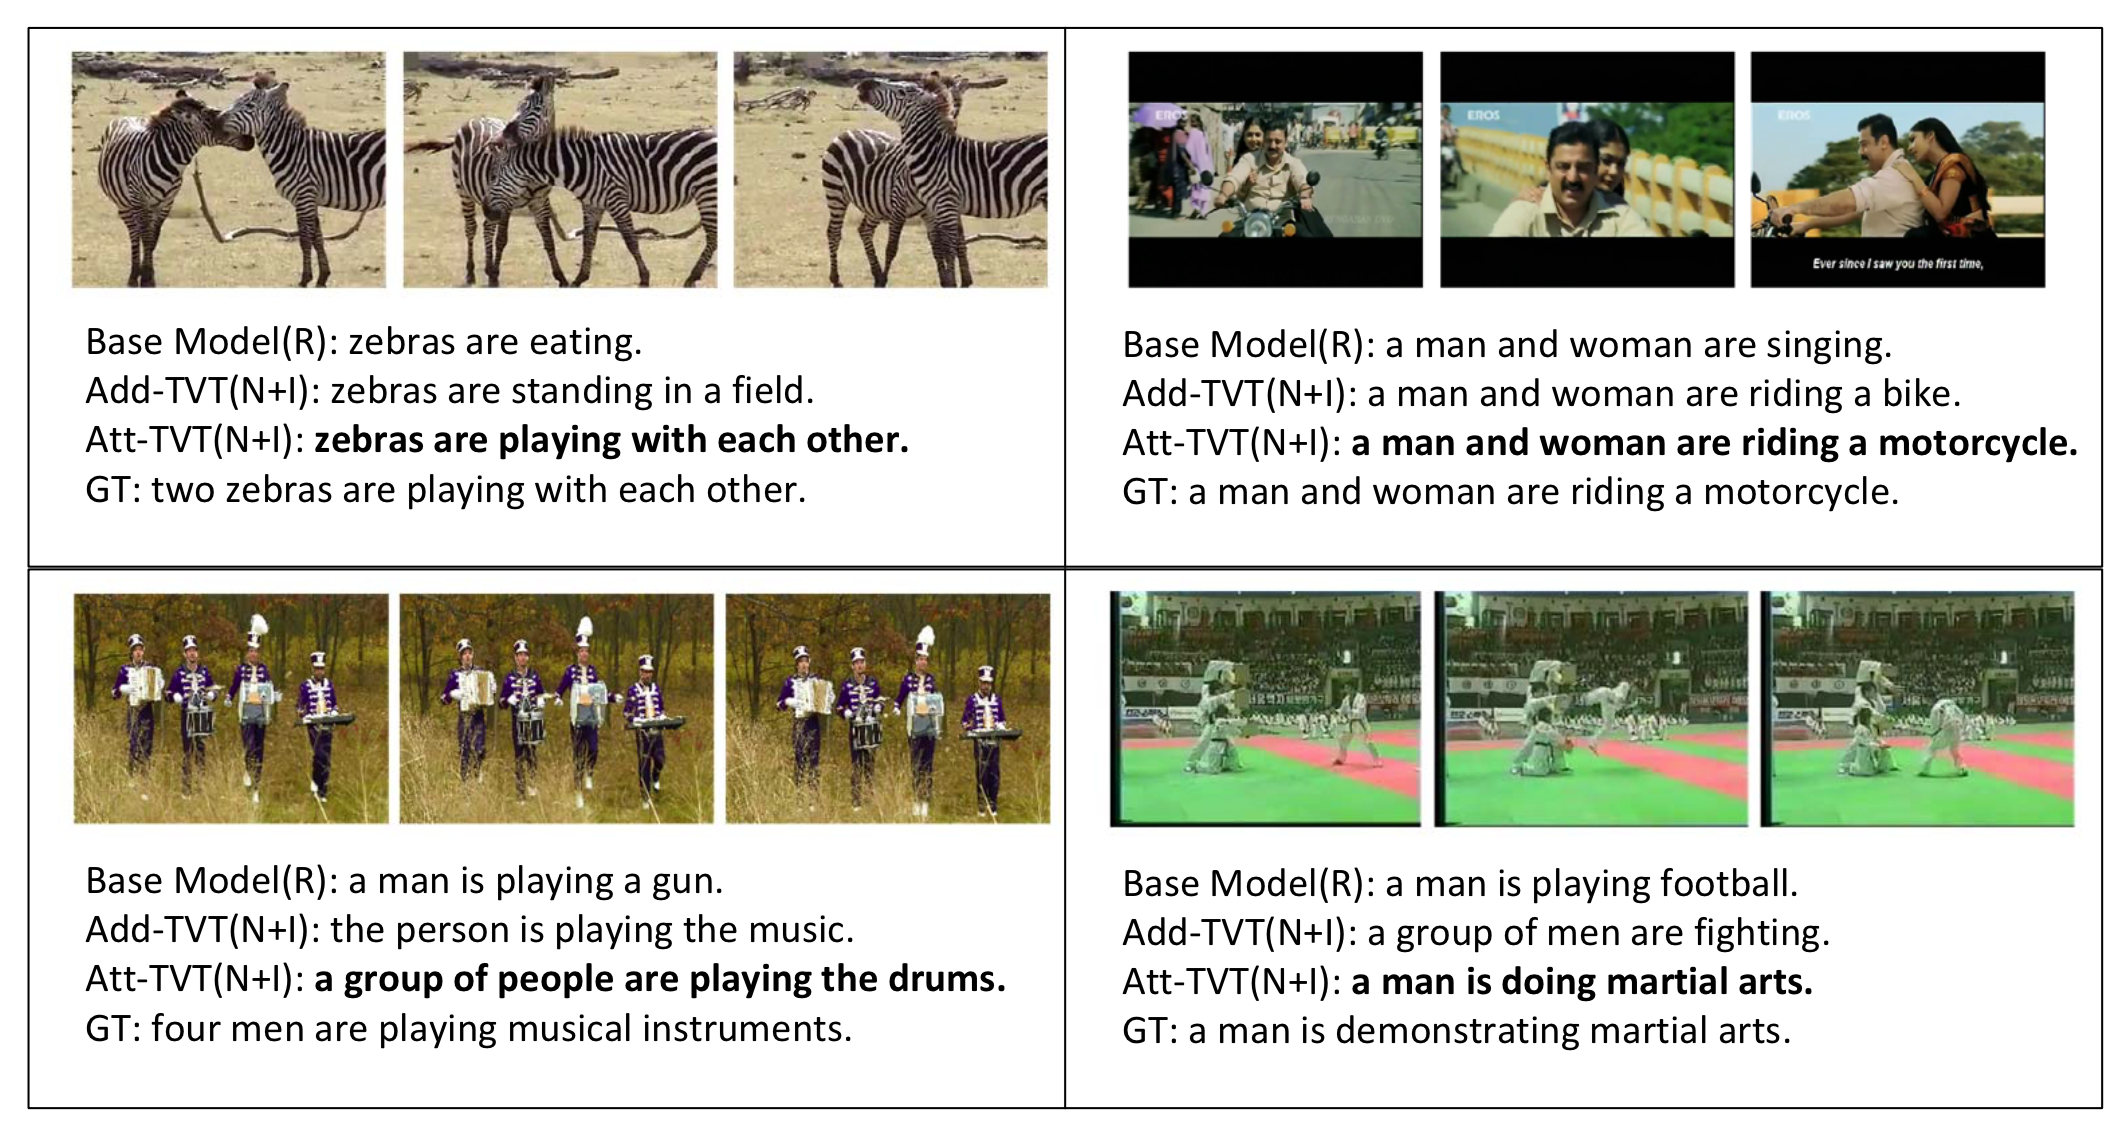 EROS
EROS
EROS
Ever since I saw you the first time,
Base Model(R): zebras are eating.
Add-TVT(N+I): zebras are standing in a field.
Att-TVT(N+I): zebras are playing with each other.
GT: two zebras are playing with each other.
Base Model(R): a man and woman are singing.
Add-TVT(N+I): a man and woman are riding a bike.
Att-TVT(N+I): a man and woman are riding a motorcycle.
GT: a man and woman are riding a motorcycle.
Base Model(R): a man is playing a gun.
Add-TVT(N+I): the person is playing the music.
Att-TVT(N+I): a group of people are playing the drums.
GT: four men are playing musical instruments.
Base Model(R): a man is playing football.
Add-TVT(N+I): a group of men are fighting.
Att-TVT(N+I): a man is doing martial arts.
GT: a man is demonstrating martial arts.